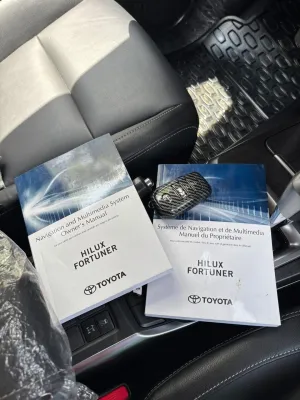 Navigation and Multimedia System
Owner's Manual
HILUX
FORTUNER
TOYOTA
Système de Navigation et de Multimedia
Manuel du Propriétaire
HILUX
FORTUNER
TOYOTA